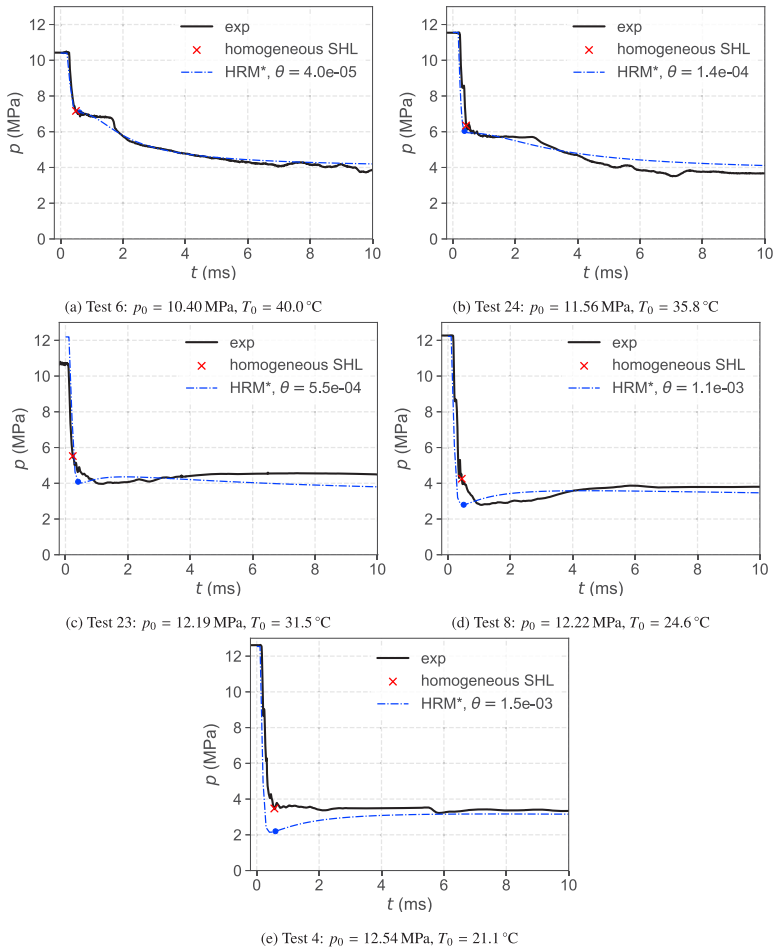 exp
homogeneous SHL
HRM*, θ = 4.0e-05
p (MPa)
12
10
8
6
4
2
0
0 2 4 6 8 10
t (ms)
(a) Test 6: p₀ = 10.40 MPa, T₀ = 40.0 °C
exp
homogeneous SHL
HRM*, θ = 1.4e-04
p (MPa)
12
10
8
6
4
2
0
0 2 4 6 8 10
t (ms)
(b) Test 24: p₀ = 11.56 MPa, T₀ = 35.8 °C
exp
homogeneous SHL
HRM*, θ = 5.5e-04
p (MPa)
12
10
8
6
4
2
0
0 2 4 6 8 10
t (ms)
(c) Test 23: p₀ = 12.19 MPa, T₀ = 31.5 °C
exp
homogeneous SHL
HRM*, θ = 1.1e-03
p (MPa)
12
10
8
6
4
2
0
0 2 4 6 8 10
t (ms)
(d) Test 8: p₀ = 12.22 MPa, T₀ = 24.6 °C
exp
homogeneous SHL
HRM*, θ = 1.5e-03
p (MPa)
12
10
8
6
4
2
0
0 2 4 6 8 10
t (ms)
(e) Test 4: p₀ = 12.54 MPa, T₀ = 21.1 °C